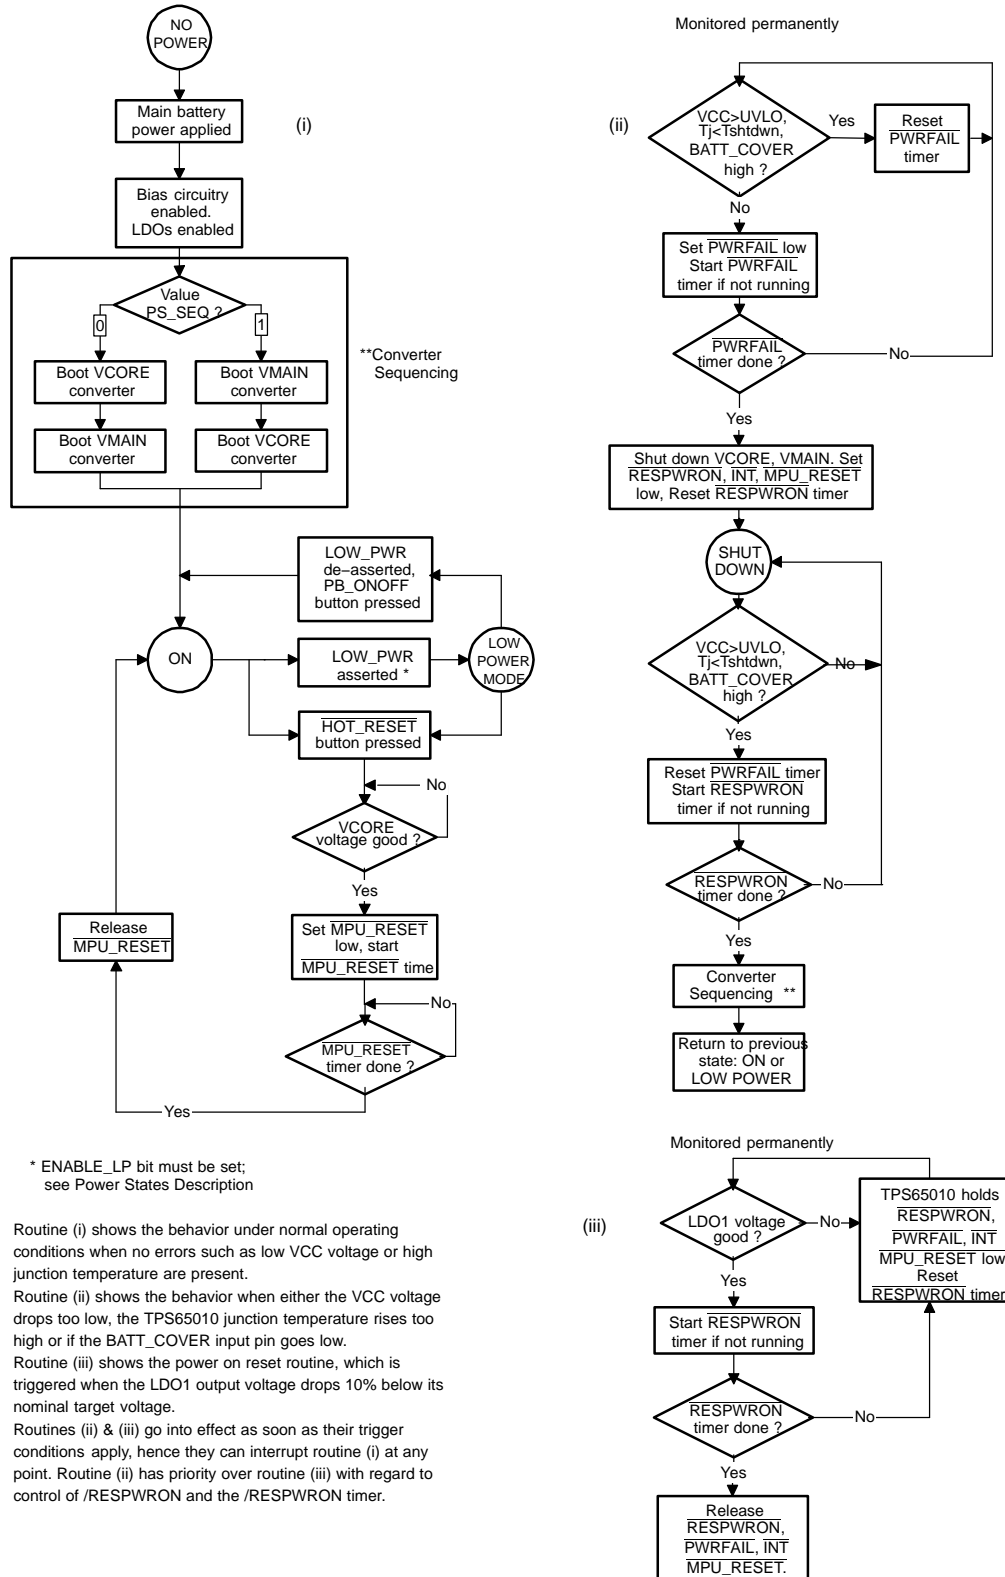 NO
POWER
Main battery
power applied
(i)
Bias circuitry
enabled.
LDOs enabled
Value
PS_SEQ ?
0
1
Boot VCORE
converter
Boot VMAIN
converter
Boot VMAIN
converter
Boot VCORE
converter
**Converter
Sequencing
LOW_PWR
de–asserted,
PB_ONOFF
button pressed
ON
LOW_PWR
asserted *
LOW
POWER
MODE
HOT_RESET
button pressed
No
VCORE
voltage good ?
Yes
Set MPU_RESET
low, start
MPU_RESET time
Release
MPU_RESET
No
MPU_RESET
timer done ?
Yes
* ENABLE_LP bit must be set;
see Power States Description
Routine (i) shows the behavior under normal operating
conditions when no errors such as low VCC voltage or high
junction temperature are present.
Routine (ii) shows the behavior when either the VCC voltage
drops too low, the TPS65010 junction temperature rises too
high or if the BATT_COVER input pin goes low.
Routine (iii) shows the power on reset routine, which is
triggered when the LDO1 output voltage drops 10% below its
nominal target voltage.
Routines (ii) & (iii) go into effect as soon as their trigger
conditions apply, hence they can interrupt routine (i) at any
point. Routine (ii) has priority over routine (iii) with regard to
control of /RESPWRON and the /RESPWRON timer.
Monitored permanently
(ii)
VCC>UVLO,
Tj<Tshtdwn,
BATT_COVER
high ?
Yes
Reset
PWRFAIL
timer
No
Set PWRFAIL low
Start PWRFAIL
timer if not running
PWRFAIL
timer done ?
No
Yes
Shut down VCORE, VMAIN. Set
RESPWRON, INT, MPU_RESET
low, Reset RESPWRON timer
SHUT
DOWN
VCC>UVLO,
Tj<Tshtdwn,
BATT_COVER
high ?
No
Yes
Reset PWRFAIL timer
Start RESPWRON
timer if not running
RESPWRON
timer done ?
No
Yes
Converter
Sequencing **
Return to previous
state: ON or
LOW POWER
Monitored permanently
(iii)
LDO1 voltage
good ?
No
TPS65010 holds
RESPWRON,
PWRFAIL, INT
MPU_RESET low
Reset
RESPWRON timer
Yes
Start RESPWRON
timer if not running
RESPWRON
timer done ?
No
Yes
Release
RESPWRON,
PWRFAIL, INT
MPU_RESET.